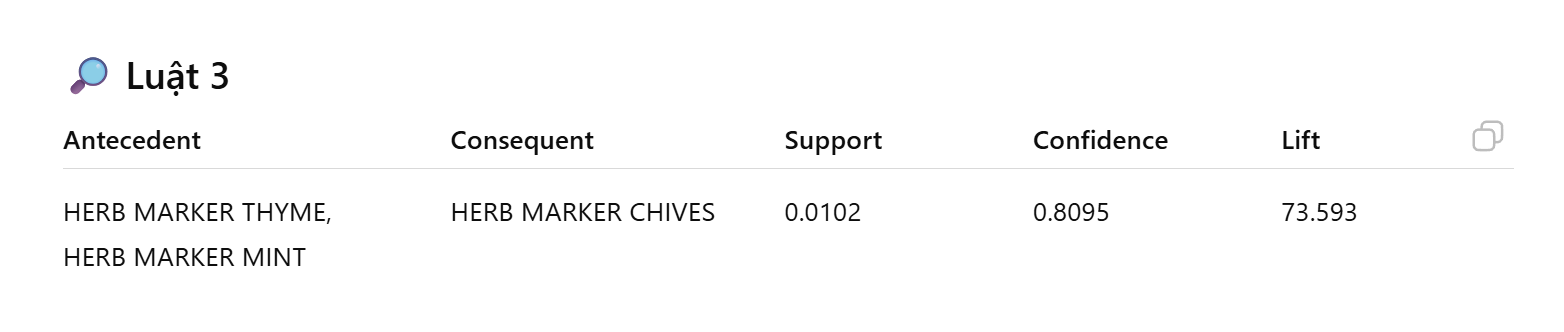 🔎 Luật 3
Antecedent Consequent Support Confidence Lift
HERB MARKER THYME, HERB MARKER CHIVES 0.0102 0.8095 73.593
HERB MARKER MINT